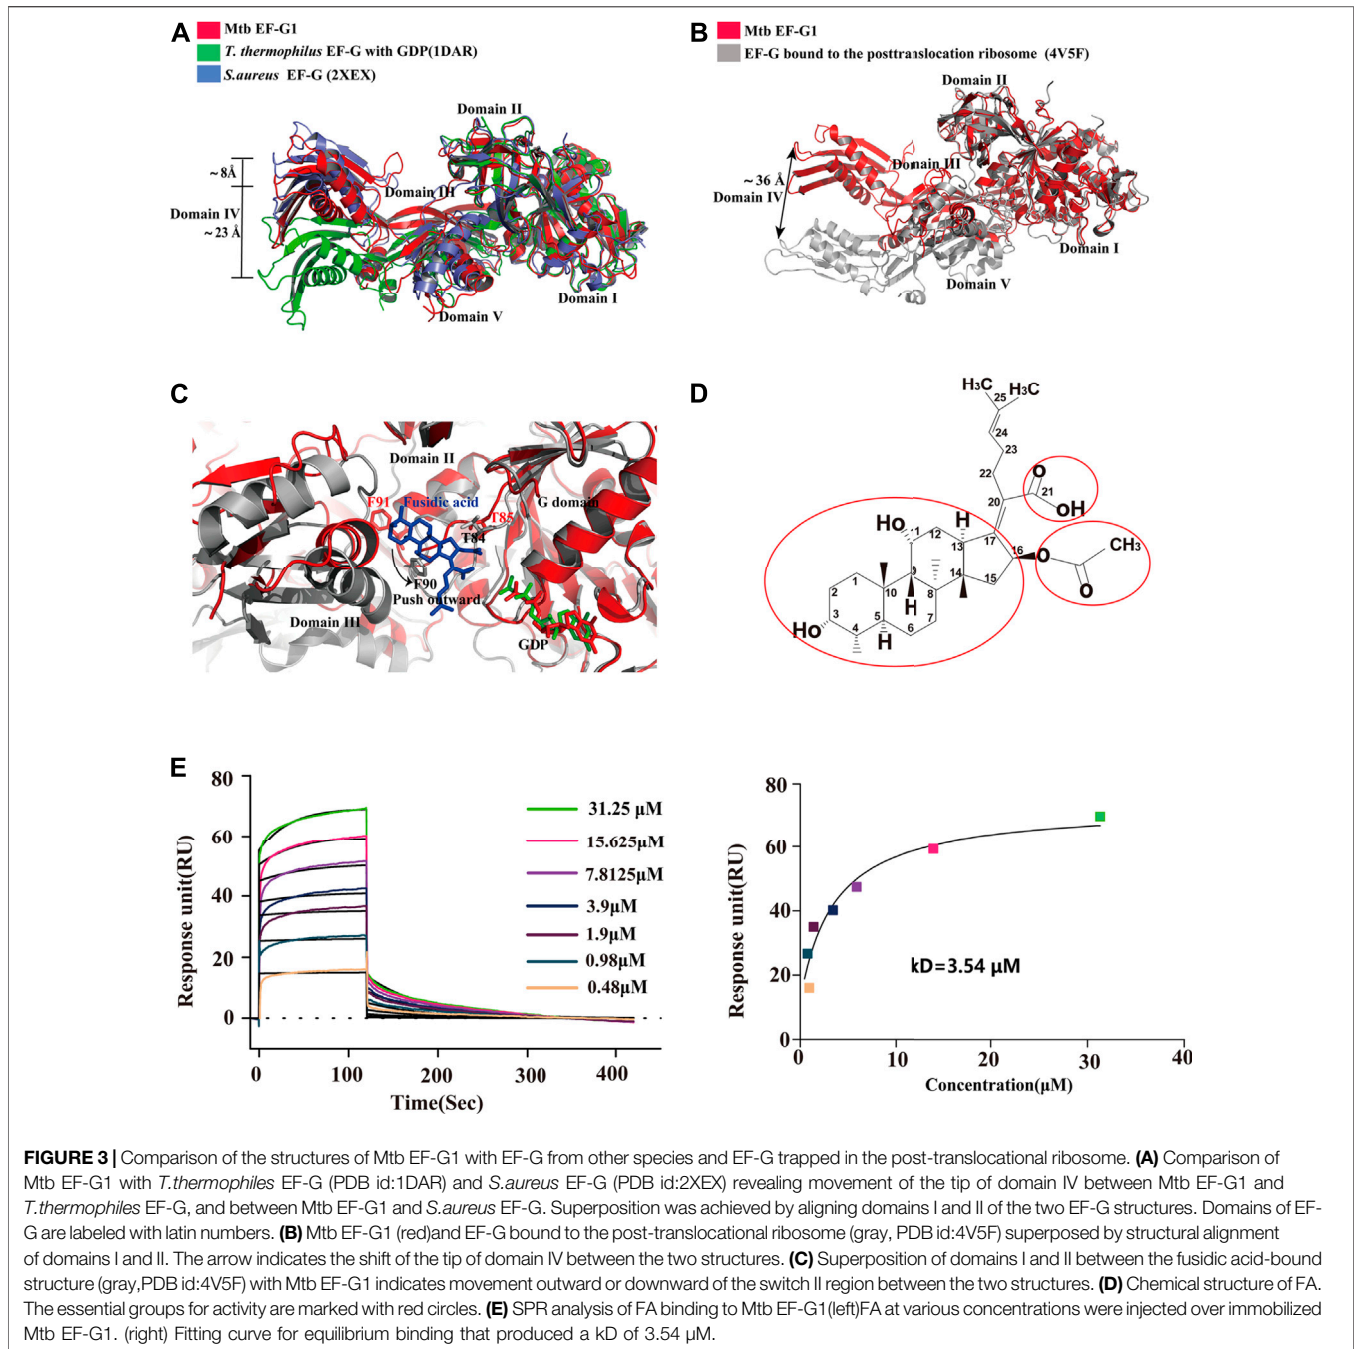 A
Mtb EF-G1
T. thermophilus EF-G with GDP(1DAR)
S.aureus EF-G (2XEX)
Domain II
~ 8Å
Domain III
Domain IV
~ 23 Å
Domain I
Domain V
B
Mtb EF-G1
EF-G bound to the posttranslocation ribosome (4V5F)
Domain II
Domain III
~ 36 Å
Domain IV
Domain I
Domain V
C
Domain II
F91
Fusidic acid
G domain
T85
T84
F90
Push outward
Domain III
GDP
D
H₃C
25
H₃C
24
23
22
O
21
20
OH
HO
11
12
H
13
17
16
O
CH₃
O
1
9
14
15
2
10
8
H
3
5
7
HO
4
6
H
E
80
60
40
20
0
Response unit(RU)
0
100
200
300
400
Time(Sec)
31.25 µM
15.625µM
7.8125µM
3.9µM
1.9µM
0.98µM
0.48µM
80
60
40
20
0
Response unit(RU)
kD=3.54 µM
0
10
20
30
40
Concentration(µM)
FIGURE 3 | Comparison of the structures of Mtb EF-G1 with EF-G from other species and EF-G trapped in the post-translocational ribosome. (A) Comparison of
Mtb EF-G1 with T.thermophiles EF-G (PDB id:1DAR) and S.aureus EF-G (PDB id:2XEX) revealing movement of the tip of domain IV between Mtb EF-G1 and
T.thermophiles EF-G, and between Mtb EF-G1 and S.aureus EF-G. Superposition was achieved by aligning domains I and II of the two EF-G structures. Domains of EF-
G are labeled with latin numbers. (B) Mtb EF-G1 (red)and EF-G bound to the post-translocational ribosome (gray, PDB id:4V5F) superposed by structural alignment
of domains I and II. The arrow indicates the shift of the tip of domain IV between the two structures. (C) Superposition of domains I and II between the fusidic acid-bound
structure (gray,PDB id:4V5F) with Mtb EF-G1 indicates movement outward or downward of the switch II region between the two structures. (D) Chemical structure of FA.
The essential groups for activity are marked with red circles. (E) SPR analysis of FA binding to Mtb EF-G1(left)FA at various concentrations were injected over immobilized
Mtb EF-G1. (right) Fitting curve for equilibrium binding that produced a kD of 3.54 µM.